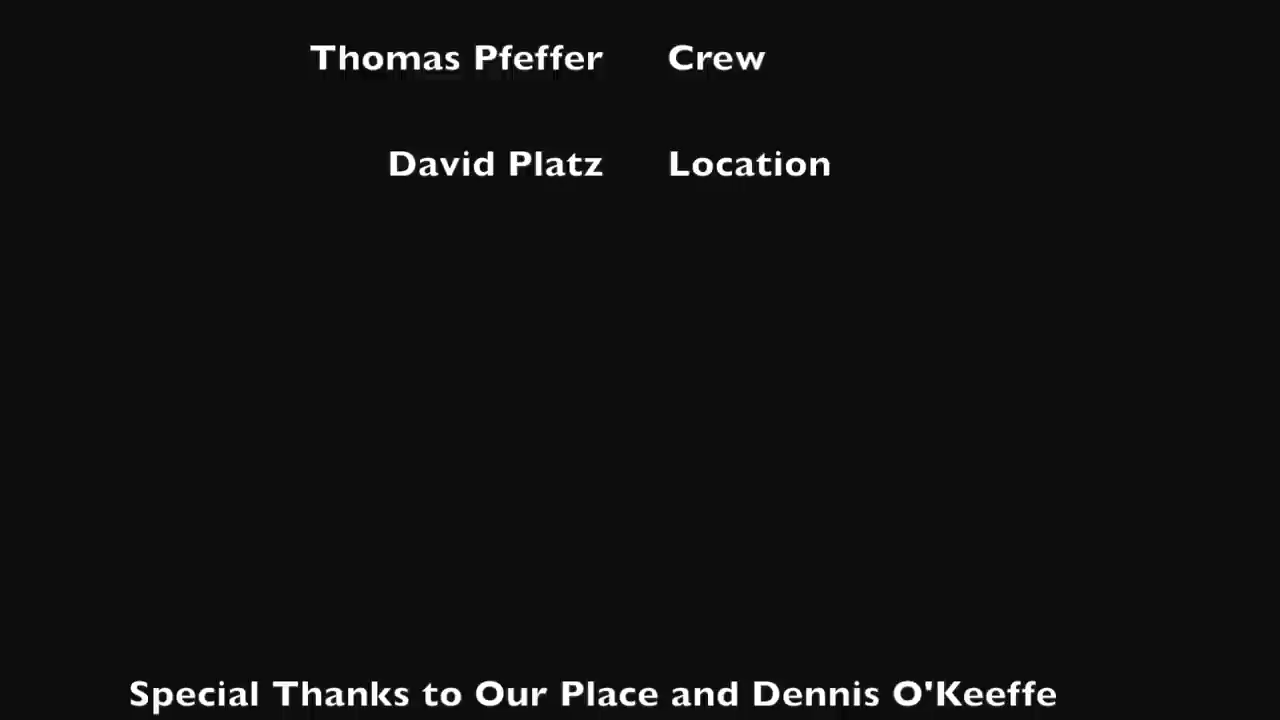 Thomas Pfeffer Crew
David Platz Location
Special Thanks to Our Place and Dennis O'Keeffe